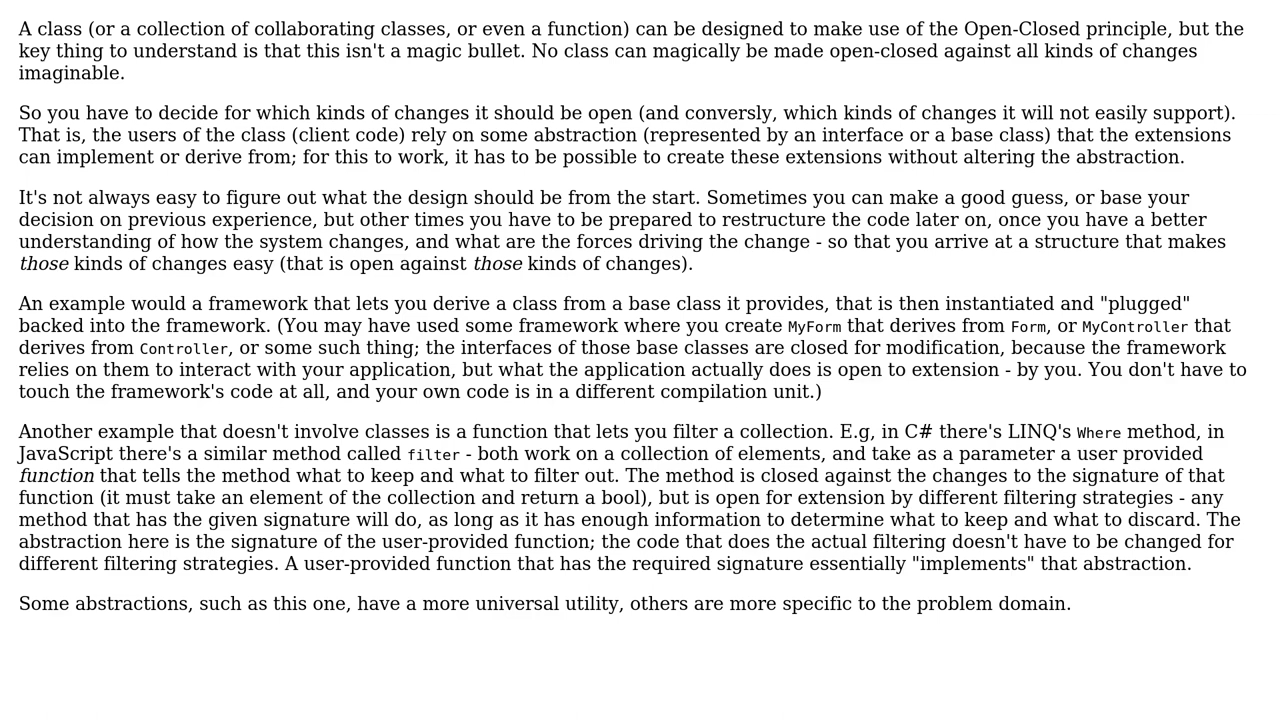 A class (or a collection of collaborating classes, or even a function) can be designed to make use of the Open-Closed principle, but the
key thing to understand is that this isn't a magic bullet. No class can magically be made open-closed against all kinds of changes
imaginable.
So you have to decide for which kinds of changes it should be open (and conversly, which kinds of changes it will not easily support).
That is, the users of the class (client code) rely on some abstraction (represented by an interface or a base class) that the extensions
can implement or derive from; for this to work, it has to be possible to create these extensions without altering the abstraction.
It's not always easy to figure out what the design should be from the start. Sometimes you can make a good guess, or base your
decision on previous experience, but other times you have to be prepared to restructure the code later on, once you have a better
understanding of how the system changes, and what are the forces driving the change - so that you arrive at a structure that makes
those kinds of changes easy (that is open against those kinds of changes).
An example would a framework that lets you derive a class from a base class it provides, that is then instantiated and "plugged"
backed into the framework. (You may have used some framework where you create MyForm that derives from Form, or MyController that
derives from Controller, or some such thing; the interfaces of those base classes are closed for modification, because the framework
relies on them to interact with your application, but what the application actually does is open to extension - by you. You don't have to
touch the framework's code at all, and your own code is in a different compilation unit.)
Another example that doesn't involve classes is a function that lets you filter a collection. E.g, in C# there's LINQ's Where method, in
JavaScript there's a similar method called filter - both work on a collection of elements, and take as a parameter a user provided
function that tells the method what to keep and what to filter out. The method is closed against the changes to the signature of that
function (it must take an element of the collection and return a bool), but is open for extension by different filtering strategies - any
method that has the given signature will do, as long as it has enough information to determine what to keep and what to discard. The
abstraction here is the signature of the user-provided function; the code that does the actual filtering doesn't have to be changed for
different filtering strategies. A user-provided function that has the required signature essentially "implements" that abstraction.
Some abstractions, such as this one, have a more universal utility, others are more specific to the problem domain.